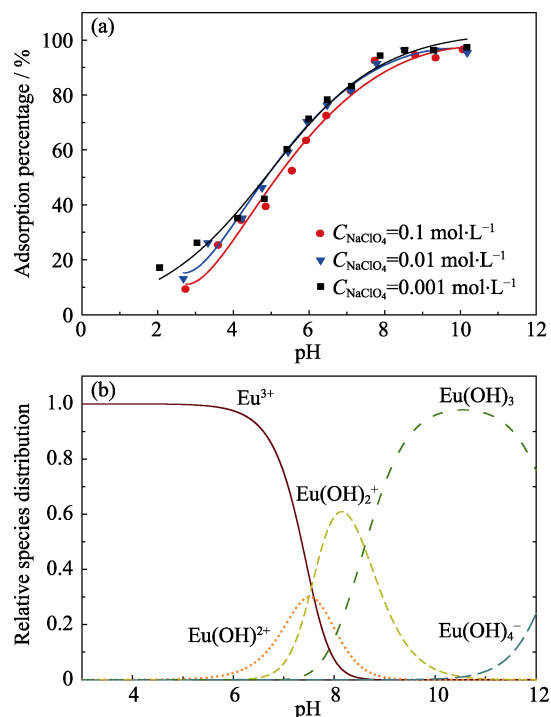 (a)
Adsorption percentage / %
100
80
60
40
20
0
C_NaClO₄=0.1 mol·L⁻¹
C_NaClO₄=0.01 mol·L⁻¹
C_NaClO₄=0.001 mol·L⁻¹
0 2 4 6 8 10 12
pH
(b)
Relative species distribution
1.0
0.8
0.6
0.4
0.2
0
Eu³⁺
Eu(OH)₃
Eu(OH)₂⁺
Eu(OH)²⁺
Eu(OH)₄⁻
4 6 8 10 12
pH